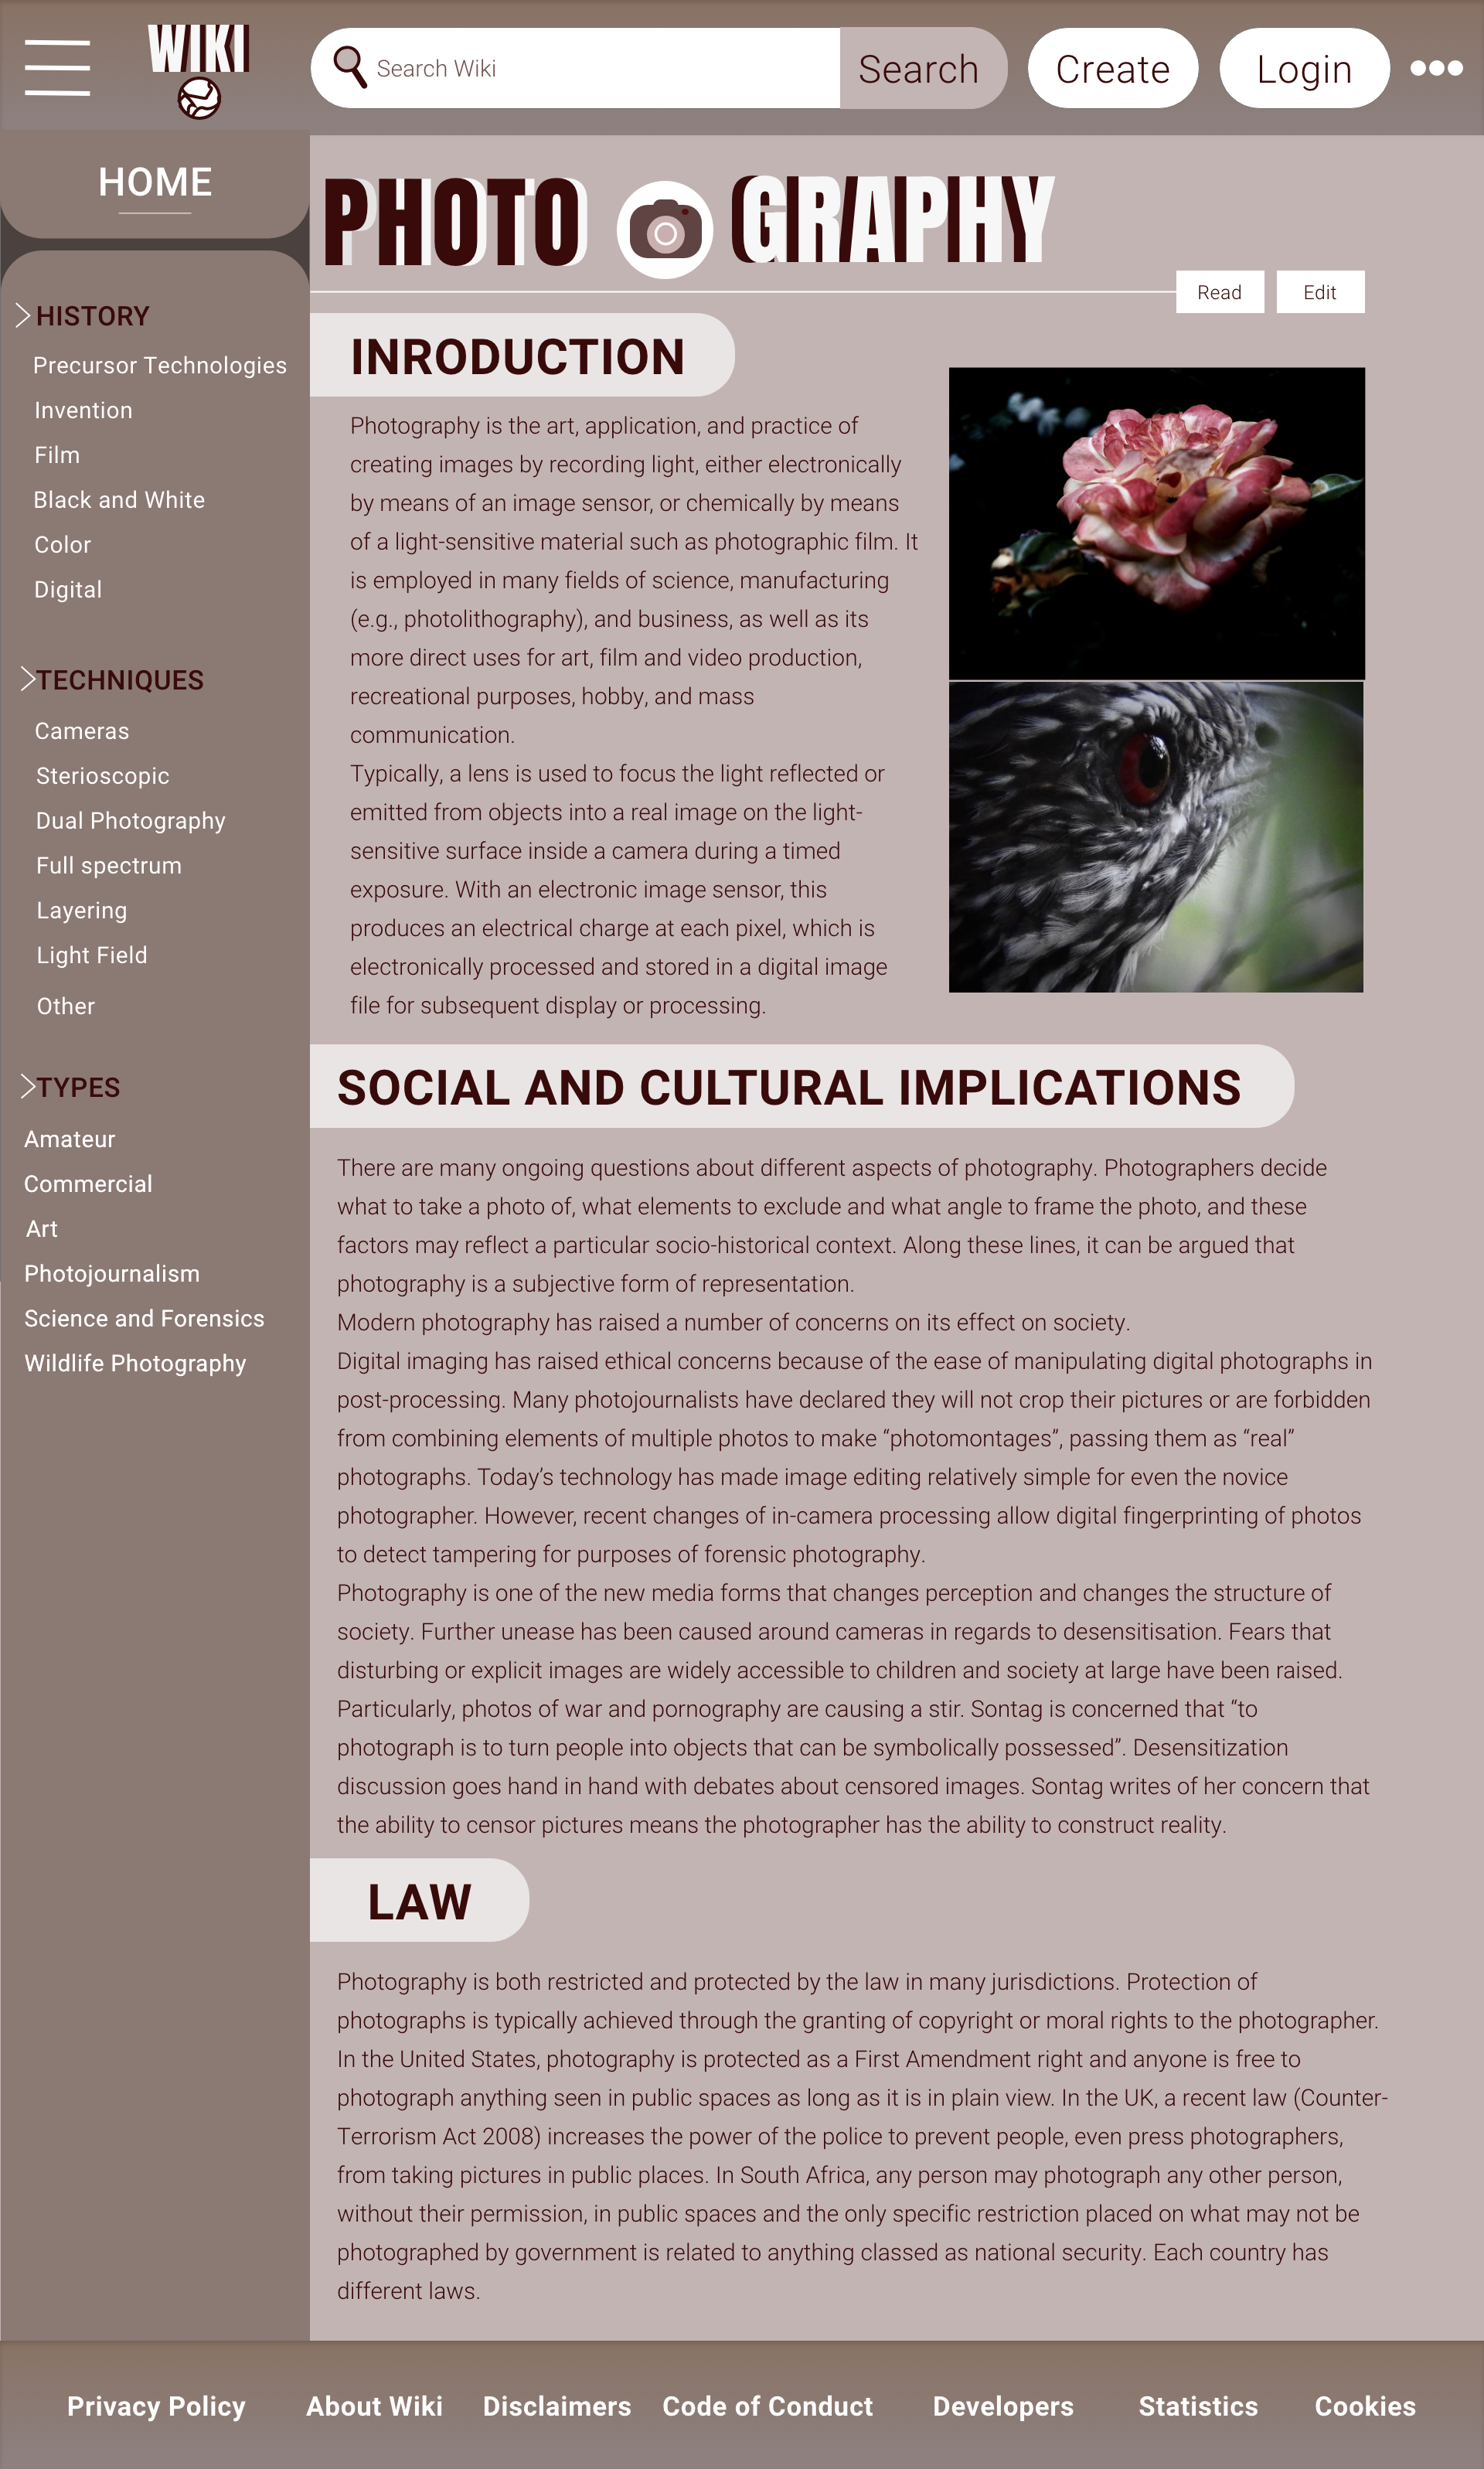 WIKI
Search Wiki
Search
Create
Login
HOME
HISTORY
Precursor Technologies
Invention
Film
Black and White
Color
Digital
TECHNIQUES
Cameras
Sterioscopic
Dual Photography
Full spectrum
Layering
Light Field
Other
TYPES
Amateur
Commercial
Art
Photojournalism
Science and Forensics
Wildlife Photography
PHOTO GRAPHY
Read
Edit
INRODUCTION
Photography is the art, application, and practice of
creating images by recording light, either electronically
by means of an image sensor, or chemically by means
of a light-sensitive material such as photographic film. It
is employed in many fields of science, manufacturing
(e.g., photolithography), and business, as well as its
more direct uses for art, film and video production,
recreational purposes, hobby, and mass
communication.
Typically, a lens is used to focus the light reflected or
emitted from objects into a real image on the light-
sensitive surface inside a camera during a timed
exposure. With an electronic image sensor, this
produces an electrical charge at each pixel, which is
electronically processed and stored in a digital image
file for subsequent display or processing.
SOCIAL AND CULTURAL IMPLICATIONS
There are many ongoing questions about different aspects of photography. Photographers decide
what to take a photo of, what elements to exclude and what angle to frame the photo, and these
factors may reflect a particular socio-historical context. Along these lines, it can be argued that
photography is a subjective form of representation.
Modern photography has raised a number of concerns on its effect on society.
Digital imaging has raised ethical concerns because of the ease of manipulating digital photographs in
post-processing. Many photojournalists have declared they will not crop their pictures or are forbidden
from combining elements of multiple photos to make “photomontages”, passing them as “real”
photographs. Today’s technology has made image editing relatively simple for even the novice
photographer. However, recent changes of in-camera processing allow digital fingerprinting of photos
to detect tampering for purposes of forensic photography.
Photography is one of the new media forms that changes perception and changes the structure of
society. Further unease has been caused around cameras in regards to desensitisation. Fears that
disturbing or explicit images are widely accessible to children and society at large have been raised.
Particularly, photos of war and pornography are causing a stir. Sontag is concerned that “to
photograph is to turn people into objects that can be symbolically possessed”. Desensitization
discussion goes hand in hand with debates about censored images. Sontag writes of her concern that
the ability to censor pictures means the photographer has the ability to construct reality.
LAW
Photography is both restricted and protected by the law in many jurisdictions. Protection of
photographs is typically achieved through the granting of copyright or moral rights to the photographer.
In the United States, photography is protected as a First Amendment right and anyone is free to
photograph anything seen in public spaces as long as it is in plain view. In the UK, a recent law (Counter-
Terrorism Act 2008) increases the power of the police to prevent people, even press photographers,
from taking pictures in public places. In South Africa, any person may photograph any other person,
without their permission, in public spaces and the only specific restriction placed on what may not be
photographed by government is related to anything classed as national security. Each country has
different laws.
Privacy Policy
About Wiki
Disclaimers
Code of Conduct
Developers
Statistics
Cookies